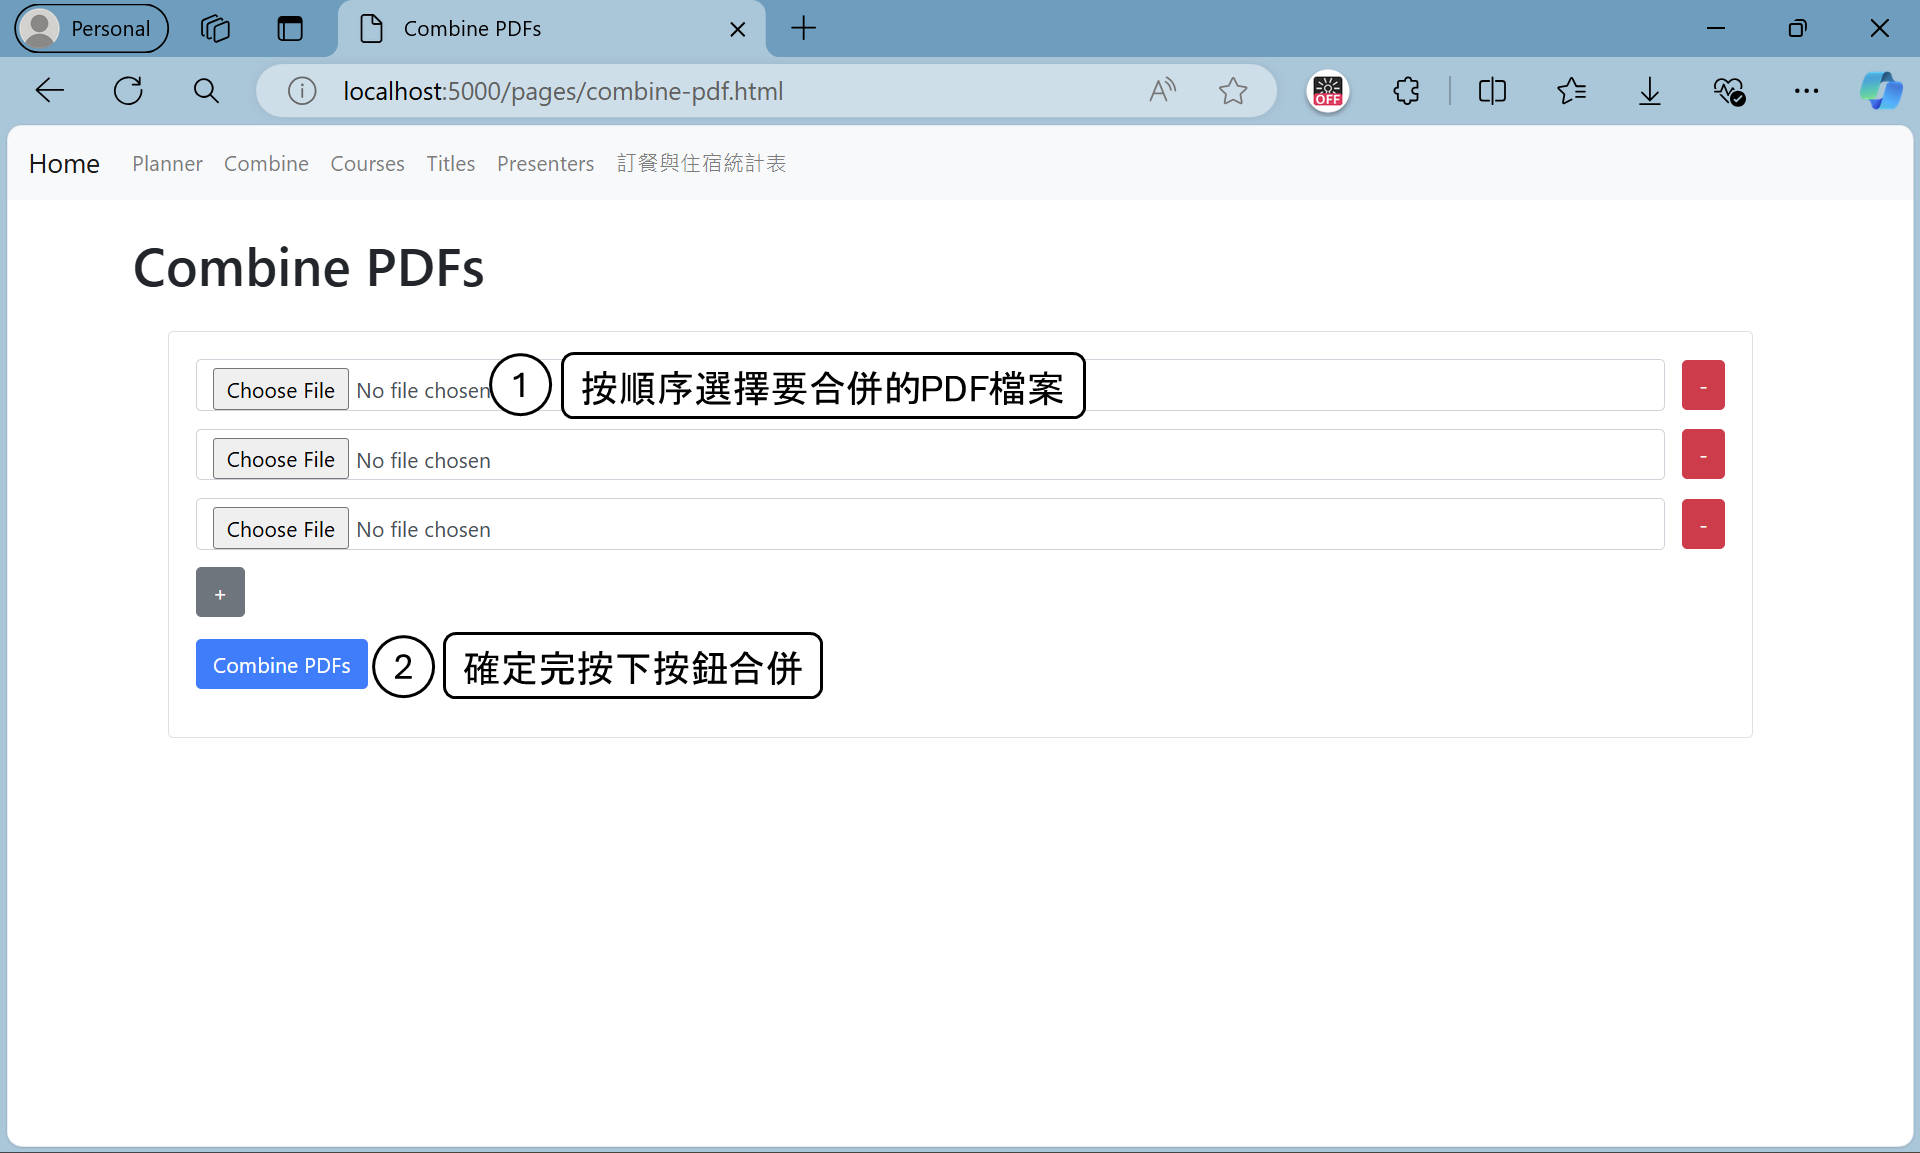 Personal
Combine PDFs
localhost:5000/pages/combine-pdf.html
OFF
Home Planner Combine Courses Titles Presenters 訂餐與住宿統計表
Combine PDFs
Choose File No file chosen 1 按順序選擇要合併的PDF檔案 -
Choose File No file chosen -
Choose File No file chosen -
+
Combine PDFs 2 確定完按下按鈕合併